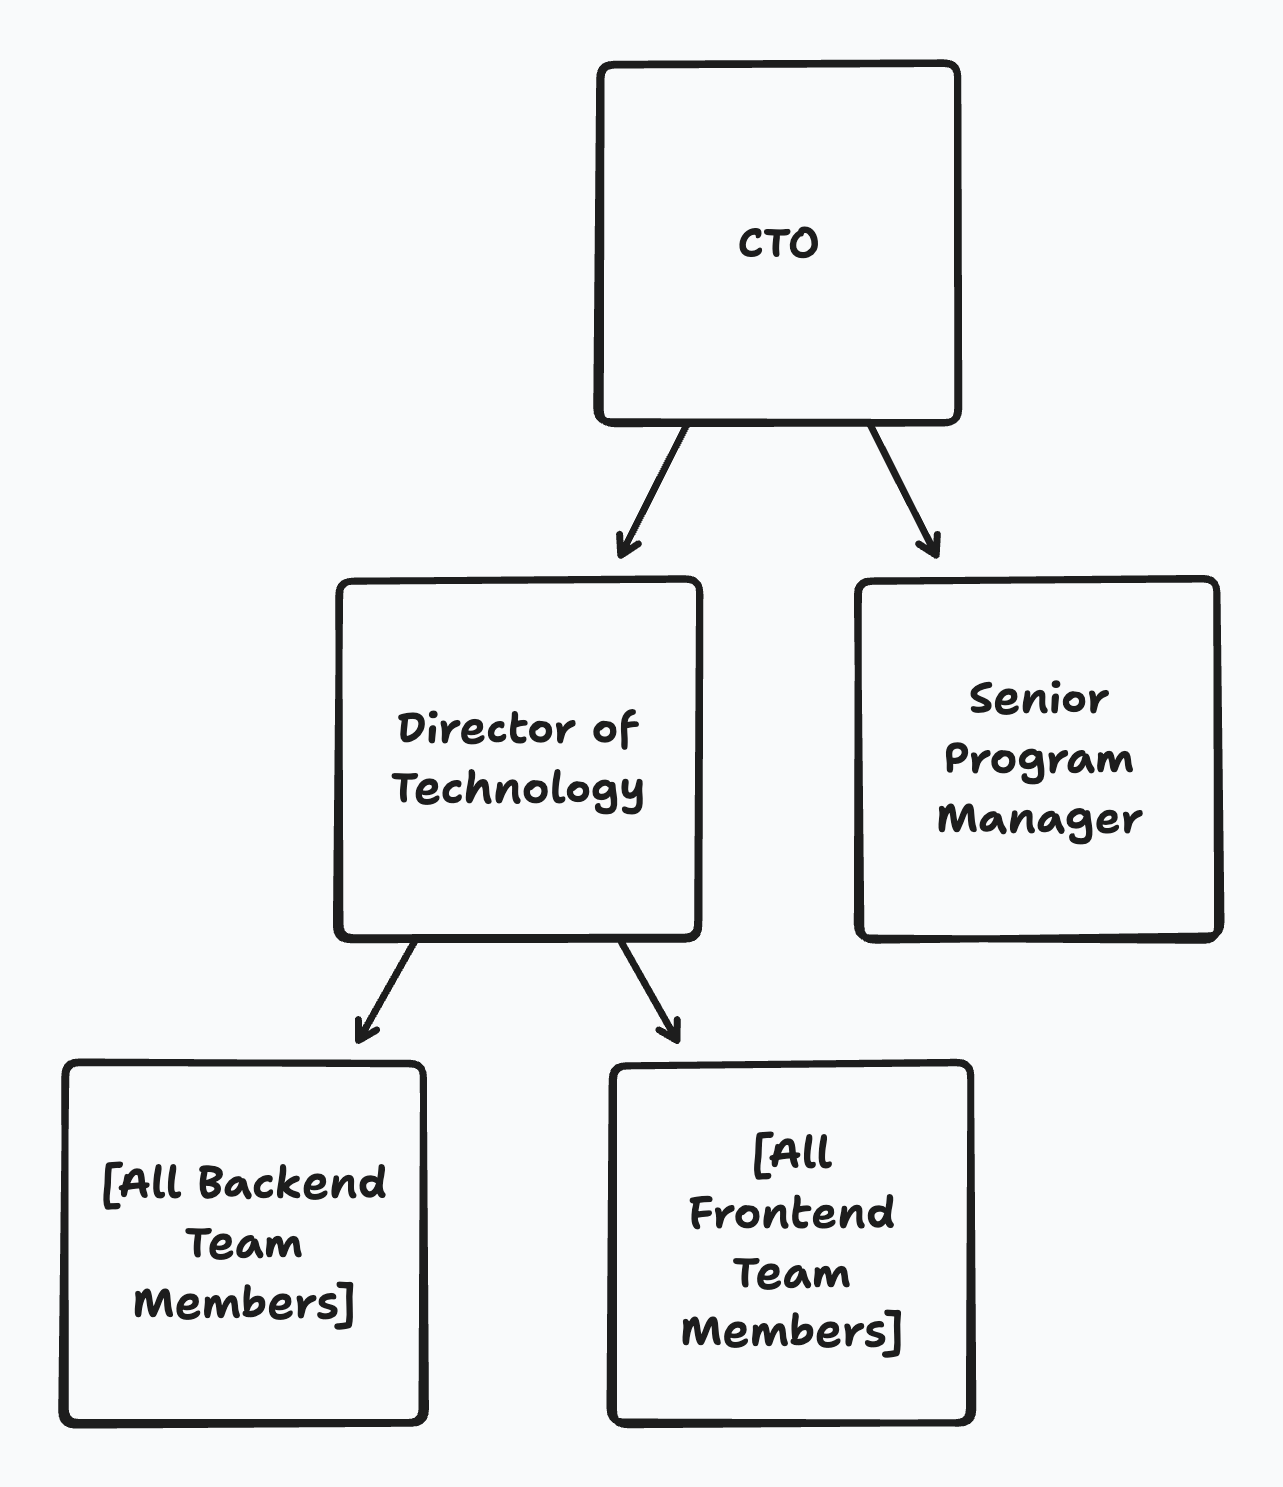 CTO
Director of
Technology
Senior
Program
Manager
[All Backend
Team
Members]
[All
Frontend
Team
Members]